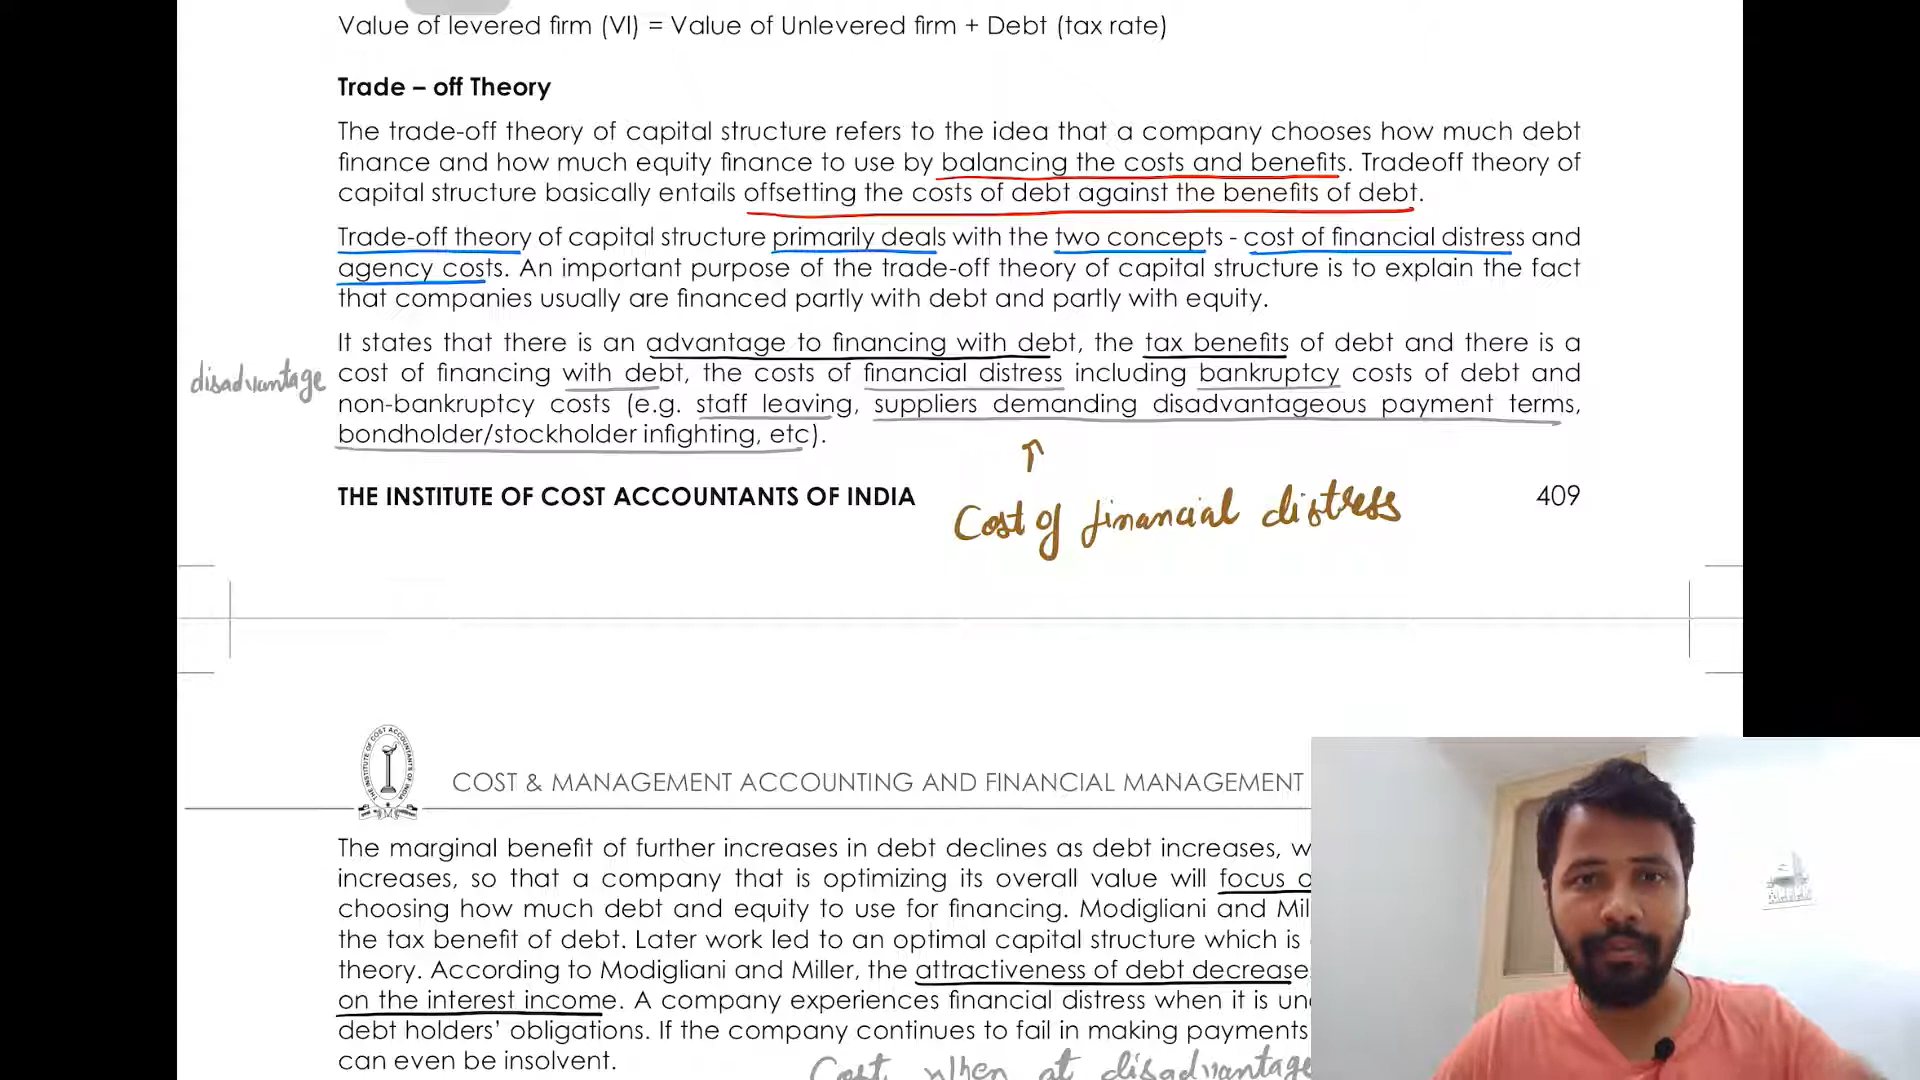 Value of levered firm (Vl) = Value of Unlevered firm + Debt (tax rate)
Trade – off Theory
The trade-off theory of capital structure refers to the idea that a company chooses how much debt
finance and how much equity finance to use by balancing the costs and benefits. Tradeoff theory of
capital structure basically entails offsetting the costs of debt against the benefits of debt.
Trade-off theory of capital structure primarily deals with the two concepts - cost of financial distress and
agency costs. An important purpose of the trade-off theory of capital structure is to explain the fact
that companies usually are financed partly with debt and partly with equity.
It states that there is an advantage to financing with debt, the tax benefits of debt and there is a
disadvantage cost of financing with debt, the costs of financial distress including bankruptcy costs of debt and
non-bankruptcy costs (e.g. staff leaving, suppliers demanding disadvantageous payment terms,
bondholder/stockholder infighting, etc).
THE INSTITUTE OF COST ACCOUNTANTS OF INDIA 409
Cost of financial distress
THE INSTITUTE OF COST ACCOUNTANTS OF INDIA
COST & MANAGEMENT ACCOUNTING AND FINANCIAL MANAGEMENT
The marginal benefit of further increases in debt declines as debt increases, w
increases, so that a company that is optimizing its overall value will focus o
choosing how much debt and equity to use for financing. Modigliani and Mil
the tax benefit of debt. Later work led to an optimal capital structure which is
theory. According to Modigliani and Miller, the attractiveness of debt decrease
on the interest income. A company experiences financial distress when it is un
debt holders' obligations. If the company continues to fail in making payments
can even be insolvent.
Cost when at disadvantage